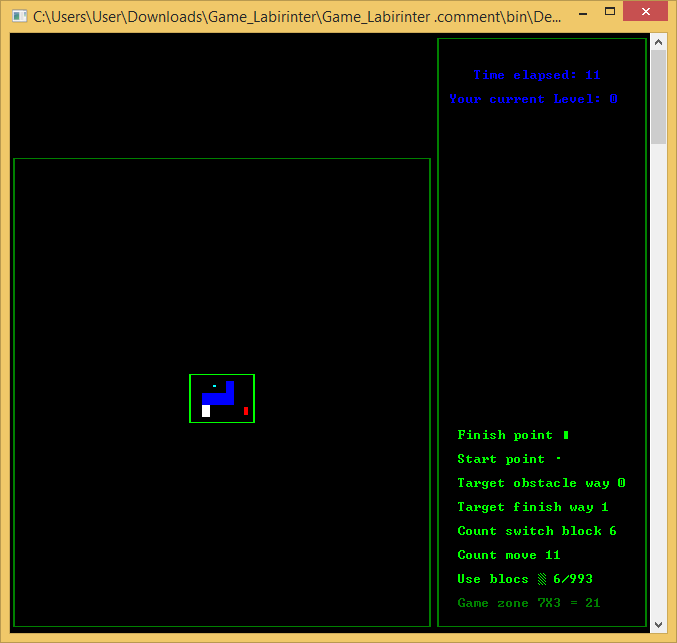 C:\Users\User\Downloads\Game_Labirinter\Game_Labirinter .comment\bin\De...
Time elapsed: 11
Your current Level: 0
Finish point
Start point
Target obstacle way 0
Target finish way 1
Count switch block 6
Count move 11
Use blocs ▒ 6/993
Game zone 7X3 = 21